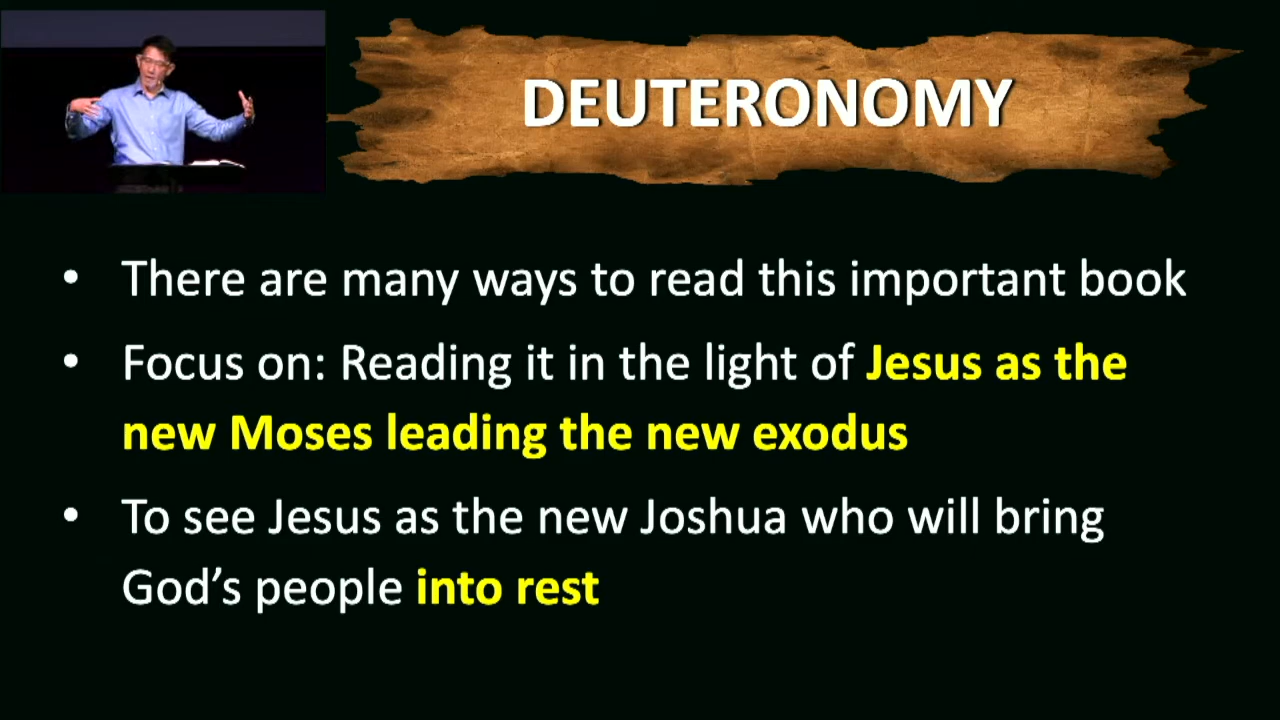 DEUTERONOMY
• There are many ways to read this important book
• Focus on: Reading it in the light of Jesus as the
new Moses leading the new exodus
• To see Jesus as the new Joshua who will bring
God’s people into rest